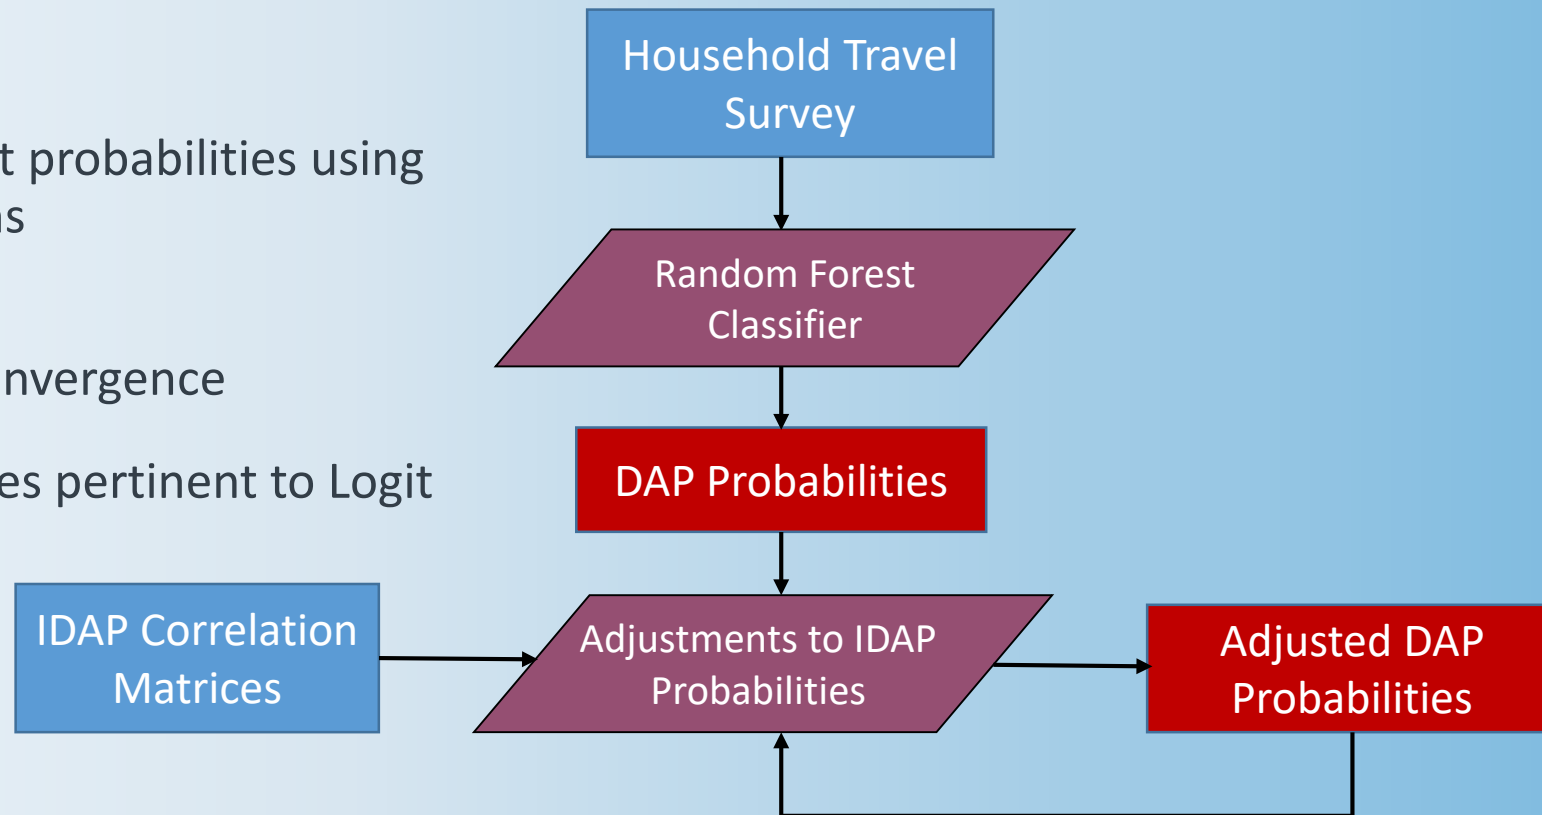 Household Travel
Survey
t probabilities using
Random Forest
Classifier
nvergence
es pertinent to Logit
DAP Probabilities
IDAP Correlation
Matrices
Adjustments to IDAP
Probabilities
Adjusted DAP
Probabilities